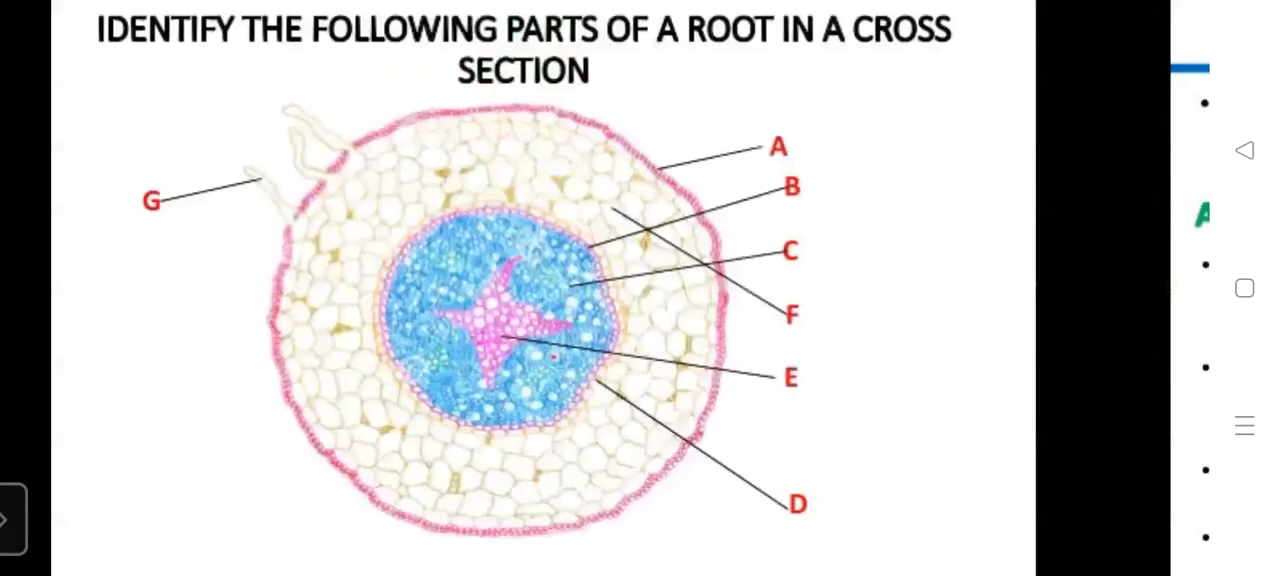 IDENTIFY THE FOLLOWING PARTS OF A ROOT IN A CROSS
SECTION
A
B
G
C
F
E
D
A